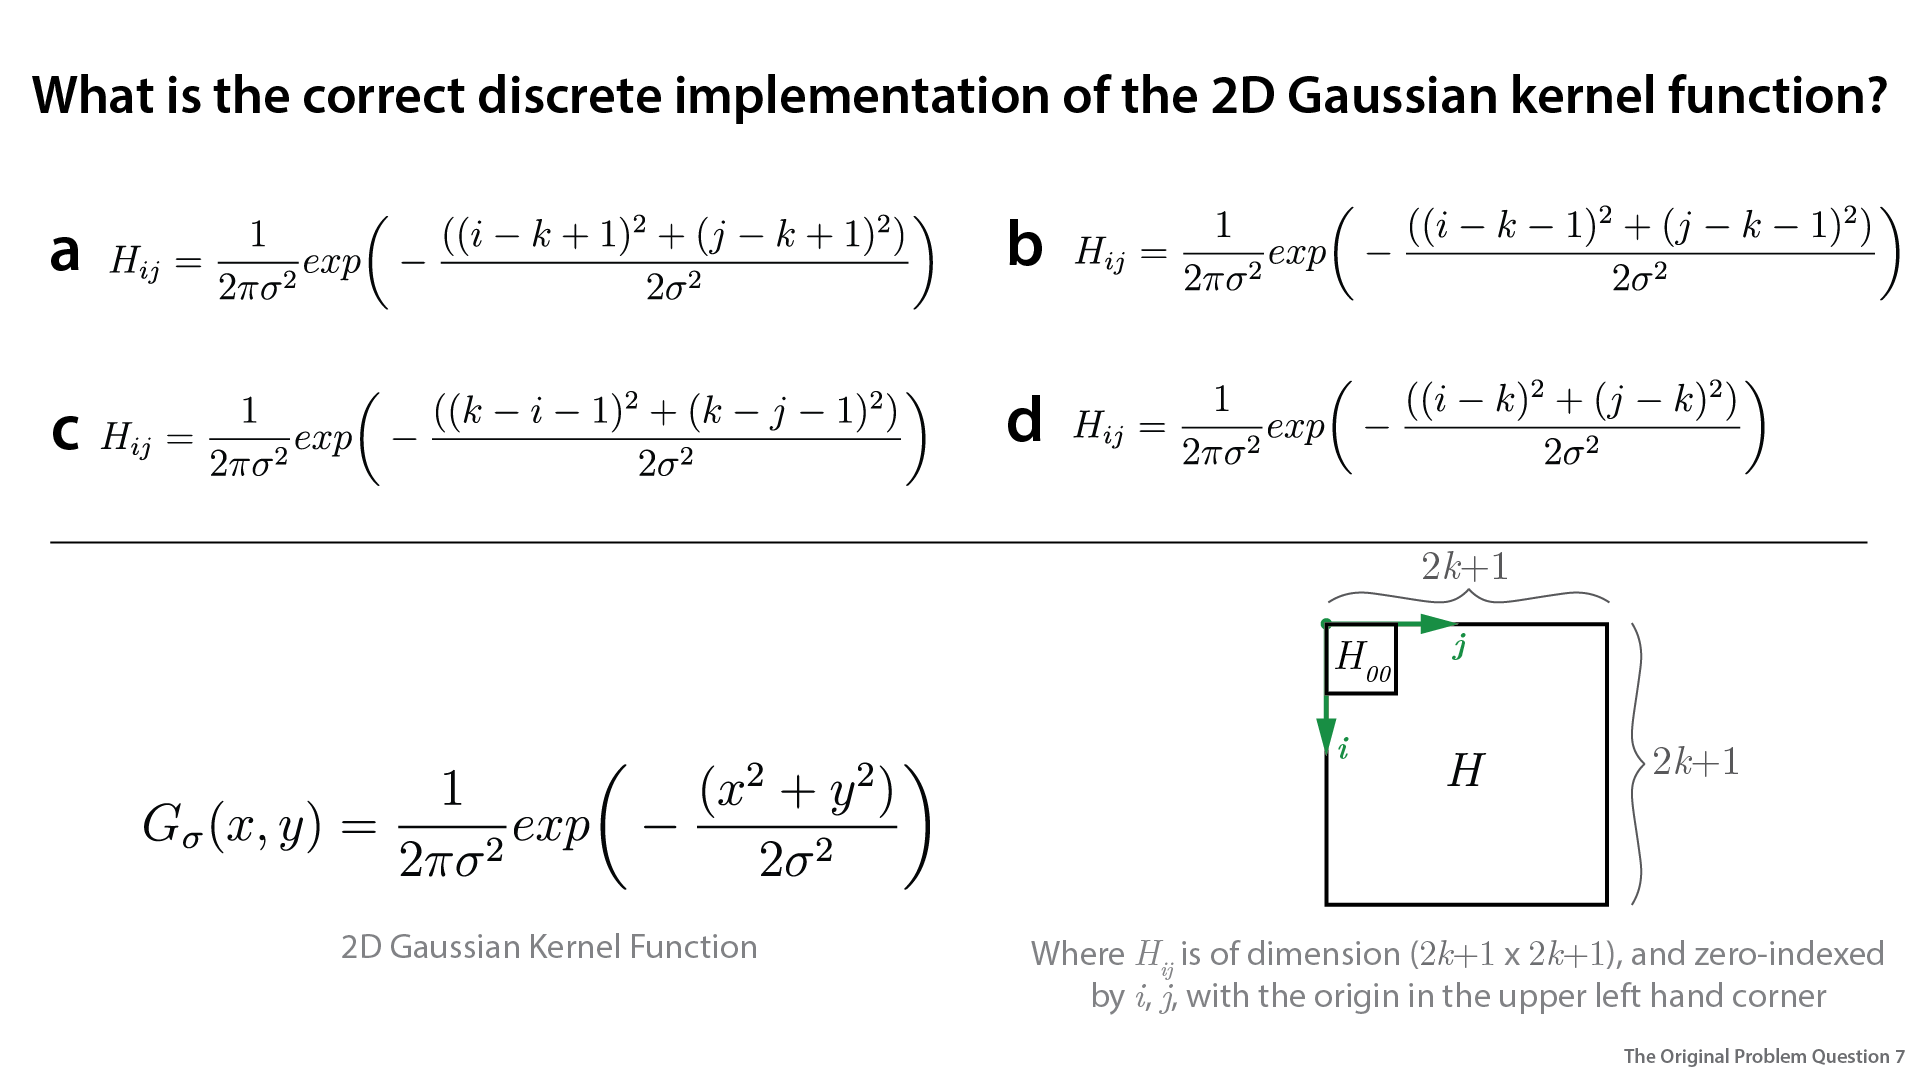 What is the correct discrete implementation of the 2D Gaussian kernel function?
a H_{ij} = \frac{1}{2\pi\sigma^2} exp\left( - \frac{((i - k + 1)^2 + (j - k + 1)^2)}{2\sigma^2} \right)
b H_{ij} = \frac{1}{2\pi\sigma^2} exp\left( - \frac{((i - k - 1)^2 + (j - k - 1)^2)}{2\sigma^2} \right)
c H_{ij} = \frac{1}{2\pi\sigma^2} exp\left( - \frac{((k - i - 1)^2 + (k - j - 1)^2)}{2\sigma^2} \right)
d H_{ij} = \frac{1}{2\pi\sigma^2} exp\left( - \frac{((i - k)^2 + (j - k)^2)}{2\sigma^2} \right)
G_\sigma(x, y) = \frac{1}{2\pi\sigma^2} exp\left( - \frac{(x^2 + y^2)}{2\sigma^2} \right)
2D Gaussian Kernel Function
2k+1
j
H_{00}
i
H
2k+1
Where H_{ij} is of dimension (2k+1 x 2k+1), and zero-indexed
by i, j, with the origin in the upper left hand corner
The Original Problem Question 7